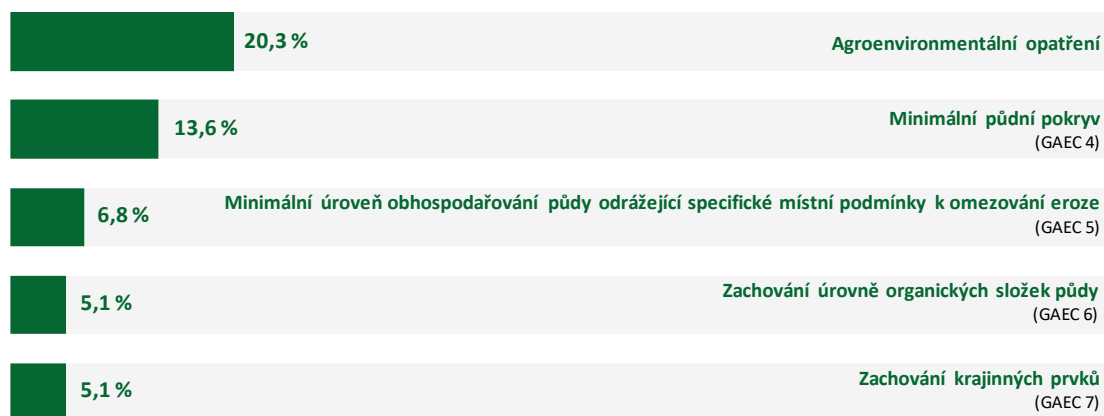 20,3 %
Agroenvironmentální opatření
13,6 %
Minimální půdní pokryv
(GAEC 4)
6,8 %
Minimální úroveň obhospodařování půdy odrážející specifické místní podmínky k omezování eroze
(GAEC 5)
5,1 %
Zachování úrovně organických složek půdy
(GAEC 6)
5,1 %
Zachování krajinných prvků
(GAEC 7)